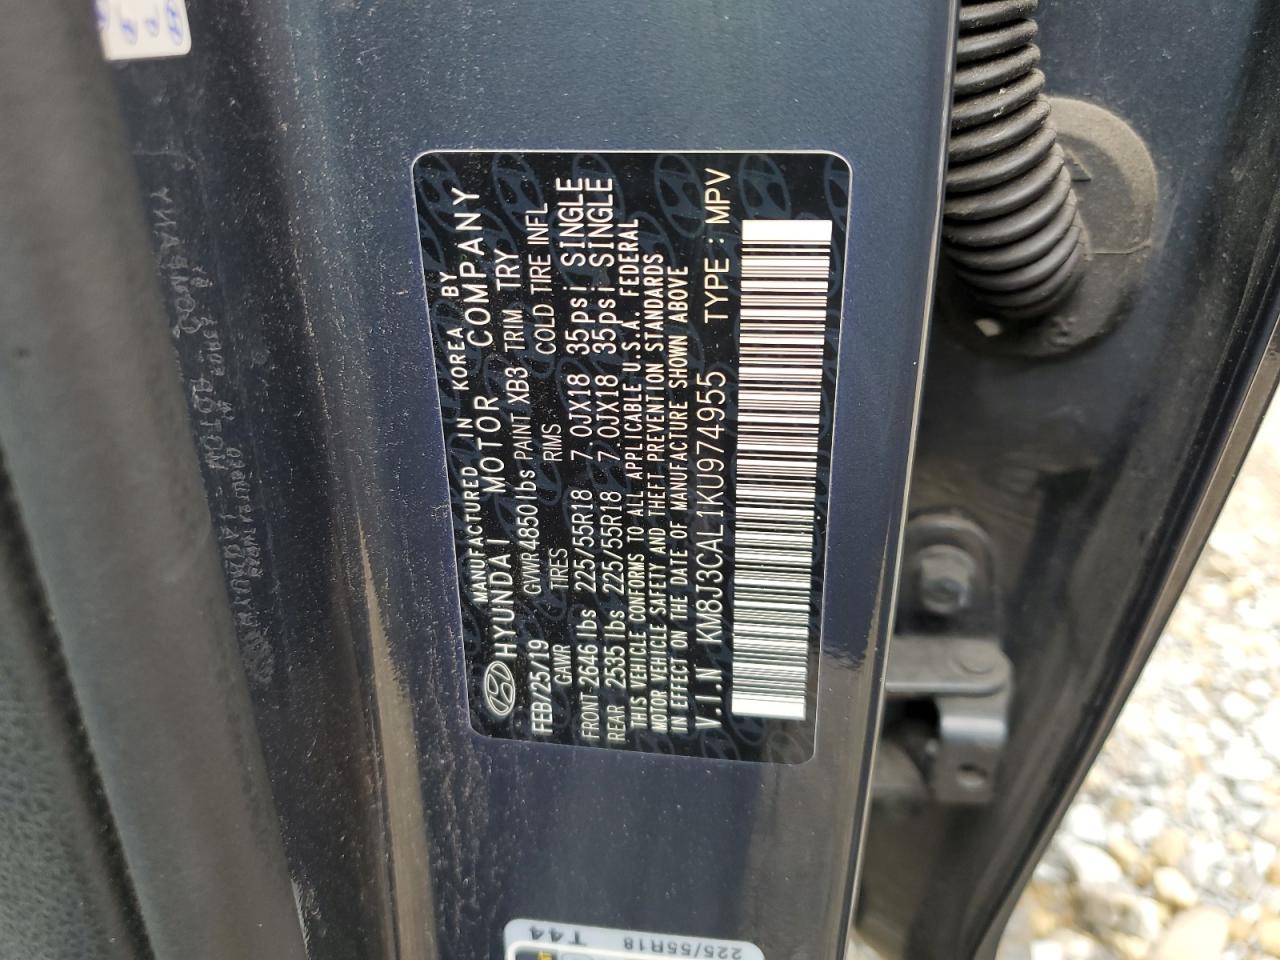 MANUFACTURED IN KOREA BY
HYUNDAI MOTOR COMPANY
FEB/25/19 GVWR 4850lbs PAINT XB3 TRIM TRY
GAWR TIRES RIMS COLD TIRE INFL
FRONT-2646lbs 225/55R18 7.0JX18 35psi SINGLE
REAR 2535lbs 225/55R18 7.0JX18 35psi SINGLE
THIS VEHICLE CONFORMS TO ALL APPLICABLE U.S.A. FEDERAL
MOTOR VEHICLE SAFETY AND THEFT PREVENTION STANDARDS
IN EFFECT ON THE DATE OF MANUFACTURE SHOWN ABOVE
V.I.N KM8J3CAL1KU974955 TYPE : MPV
225/55R18
T44